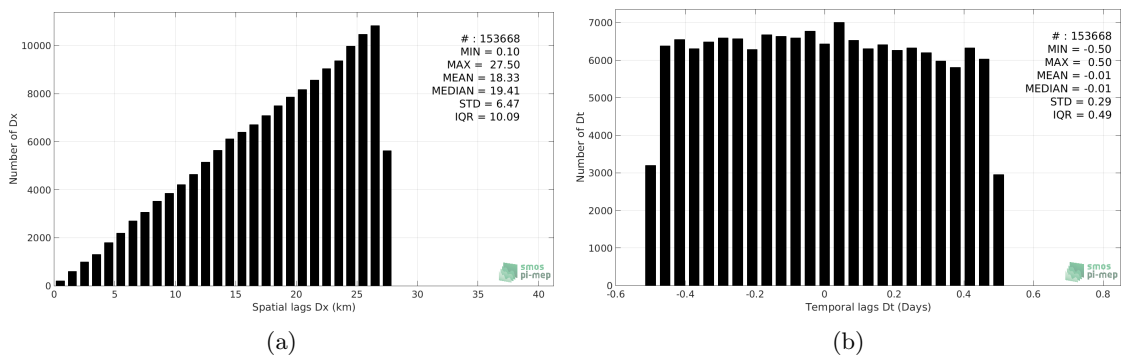 # : 153668
MIN = 0.10
MAX = 27.50
MEAN = 18.33
MEDIAN = 19.41
STD = 6.47
IQR = 10.09
10000
8000
6000
4000
2000
0
Number of Dx
0 5 10 15 20 25 30 35 40
Spatial lags Dx (km)
smos
pi-mep
(a)
# : 153668
MIN = -0.50
MAX = 0.50
MEAN = -0.01
MEDIAN = -0.01
STD = 0.29
IQR = 0.49
7000
6000
5000
4000
3000
2000
1000
0
Number of Dt
-0.6 -0.4 -0.2 0 0.2 0.4 0.6 0.8
Temporal lags Dt (Days)
smos
pi-mep
(b)